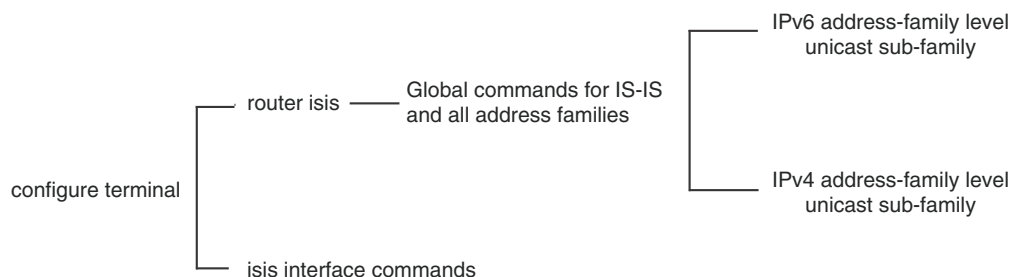 IPv6 address-family level
unicast sub-family
router isis
Global commands for IS-IS
and all address families
configure terminal
IPv4 address-family level
unicast sub-family
isis interface commands